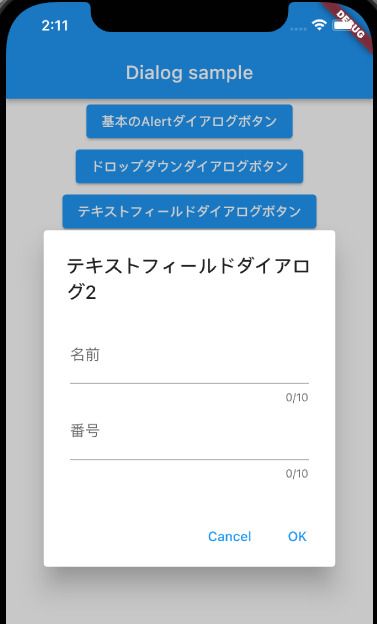 2:11
DEBUG
Dialog sample
基本のAlertダイアログボタン
ドロップダウンダイアログボタン
テキストフィールドダイアログボタン
テキストフィールドダイアロ
グ2
名前
0/10
番号
0/10
Cancel OK